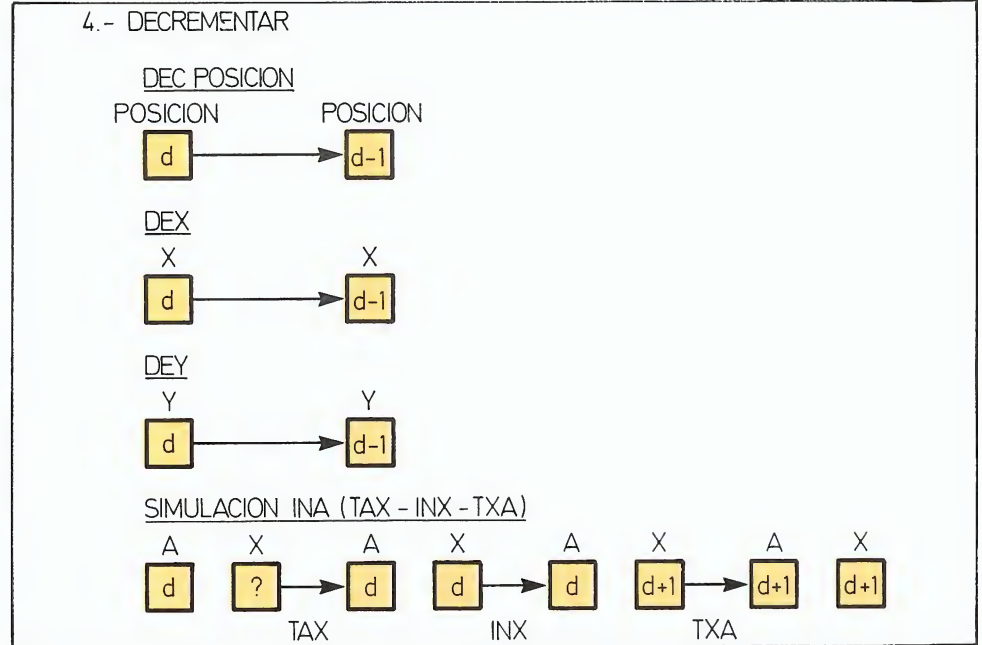 4.- DECREMENTAR
DEC POSICION
POSICION POSICION
d d-1
DEX
X X
d d-1
DEY
Y Y
d d-1
SIMULACION INA (TAX - INX - TXA)
A X A X A X A X
d ? d d d d+1 d+1 d+1
TAX INX TXA